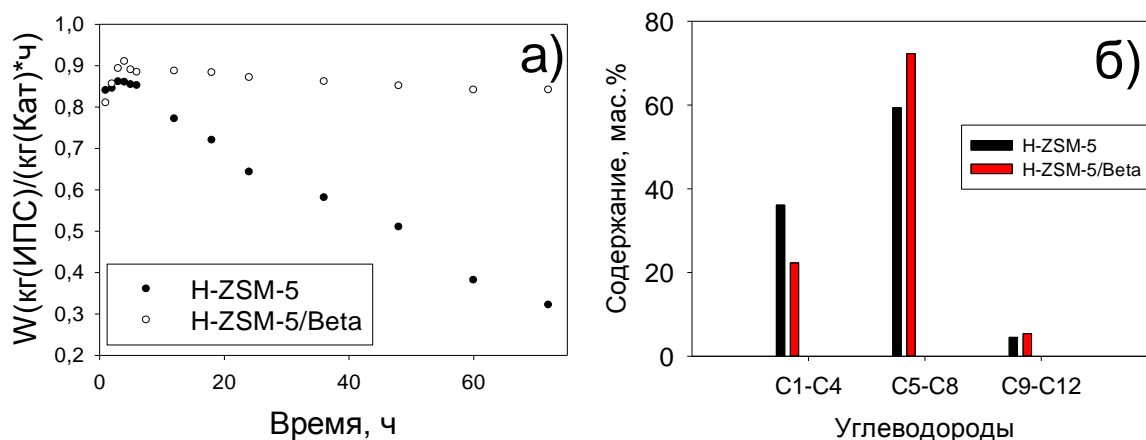 а)
W(кг(ИПС)/(кг(Кат)*ч)
1,0
0,9
0,8
0,7
0,6
0,5
0,4
0,3
0,2
H-ZSM-5
H-ZSM-5/Beta
0 20 40 60
Время, ч
б)
Содержание, мас.%
80
60
40
20
0
H-ZSM-5
H-ZSM-5/Beta
C1-C4 C5-C8 C9-C12
Углеводороды